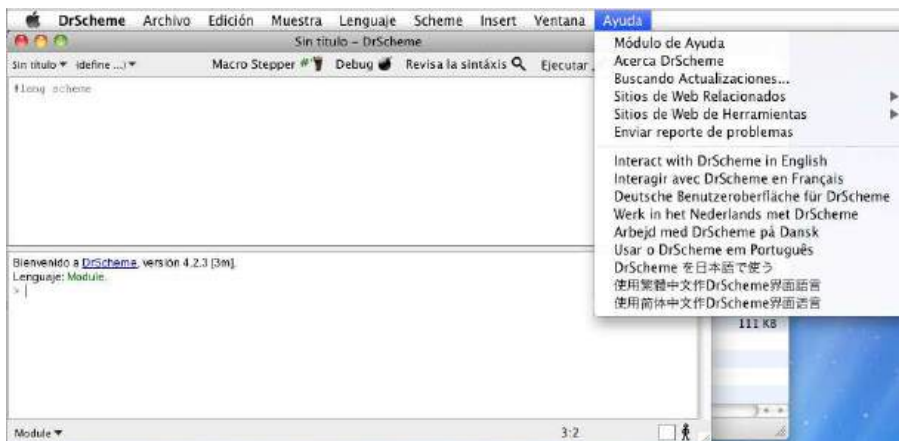 DrScheme Archivo Edición Muestra Lenguaje Scheme Insert Ventana Ayuda
Sin título - DrScheme
Sin título (define ...) Macro Stepper Debug Revisa la sintáxis Ejecutar
#lang scheme
Módulo de Ayuda
Acerca DrScheme
Buscando Actualizaciones...
Sitios de Web Relacionados
Sitios de Web de Herramientas
Enviar reporte de problemas
Interact with DrScheme in English
Interagir avec DrScheme en Français
Deutsche Benutzeroberfläche für DrScheme
Werk in het Nederlands met DrScheme
Arbejd med DrScheme på Dansk
Usar o DrScheme em Português
DrScheme を日本語で使う
使用繁體中文作DrScheme界面語言
使用简体中文作DrScheme界面语言
Bienvenido a DrScheme, versión 4.2.3 [3m].
Lenguaje: Module.
>
111 KB
Module 3:2